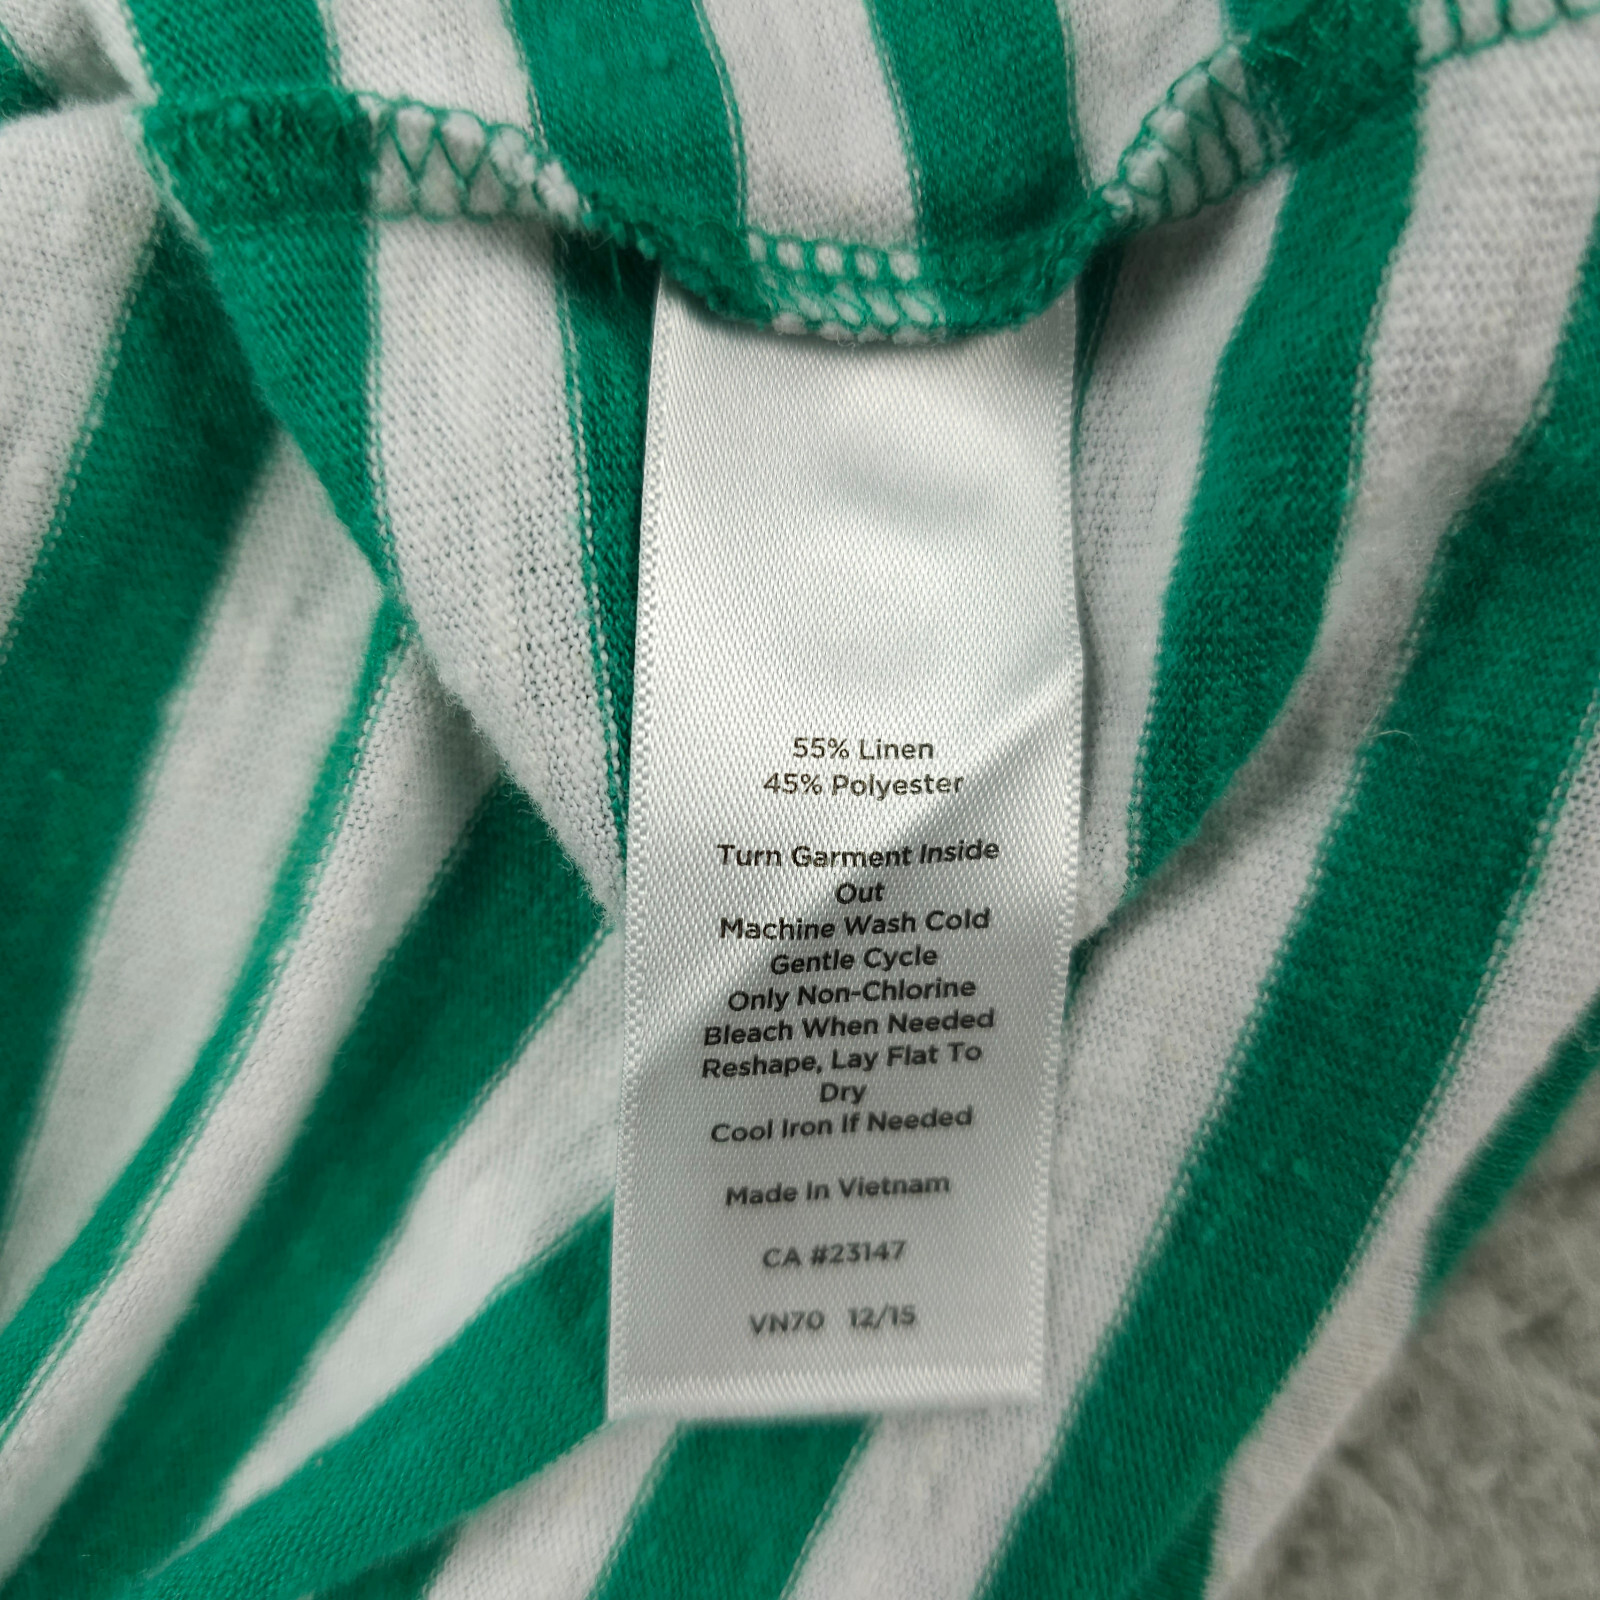 55% Linen
45% Polyester
Turn Garment Inside
Out
Machine Wash Cold
Gentle Cycle
Only Non-Chlorine
Bleach When Needed
Reshape, Lay Flat To
Dry
Cool Iron If Needed
Made In Vietnam
CA #23147
VN70 12/15